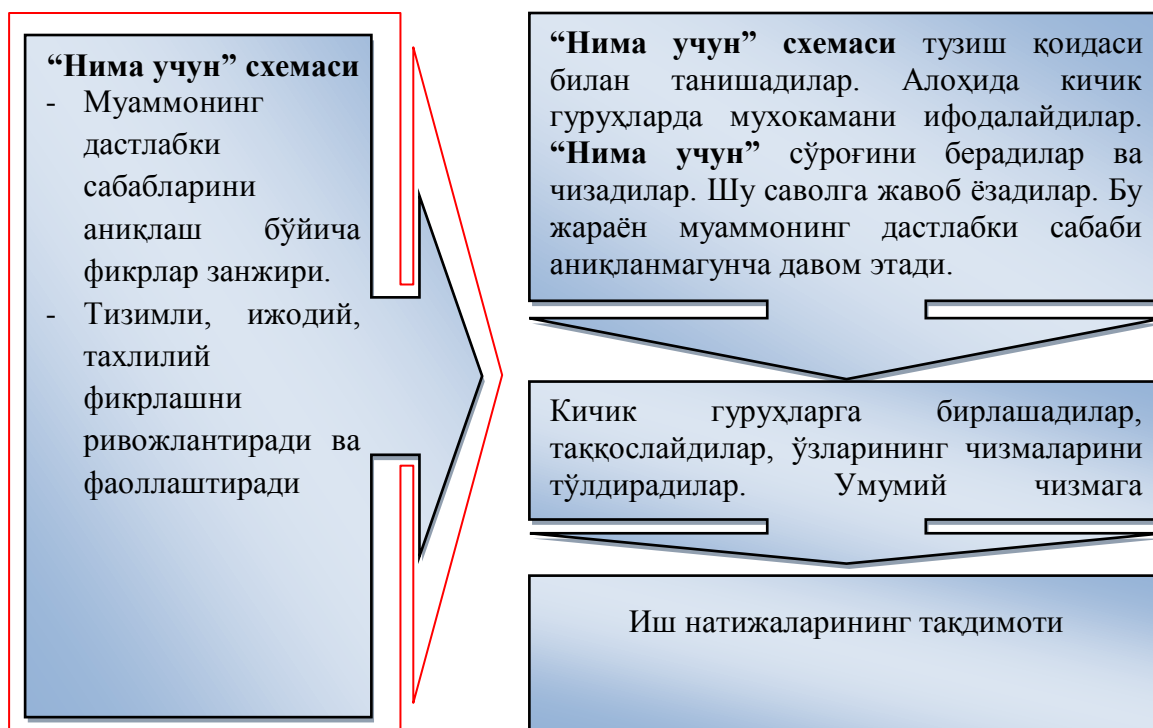 “Нима учун” схемаси
- Муаммонинг
дастлабки
сабабларини
аниқлаш бўйича
фикрлар занжири.
- Тизимли, ижодий,
тахлилий
фикрлашни
ривожлантиради ва
фаоллаштиради
“Нима учун” схемаси тузиш қоидаси
билан танишадилар. Алоҳида кичик
гуруҳларда мухокамани ифодалайдилар.
“Нима учун” сўроғини берадилар ва
чизадилар. Шу саволга жавоб ёзадилар. Бу
жараён муаммонинг дастлабки сабаби
аниқланмагунча давом этади.
Кичик гуруҳларга бирлашадилар,
таққослайдилар, ўзларининг чизмаларини
тўлдирадилар. Умумий чизмага
Иш натижаларининг тақдимоти